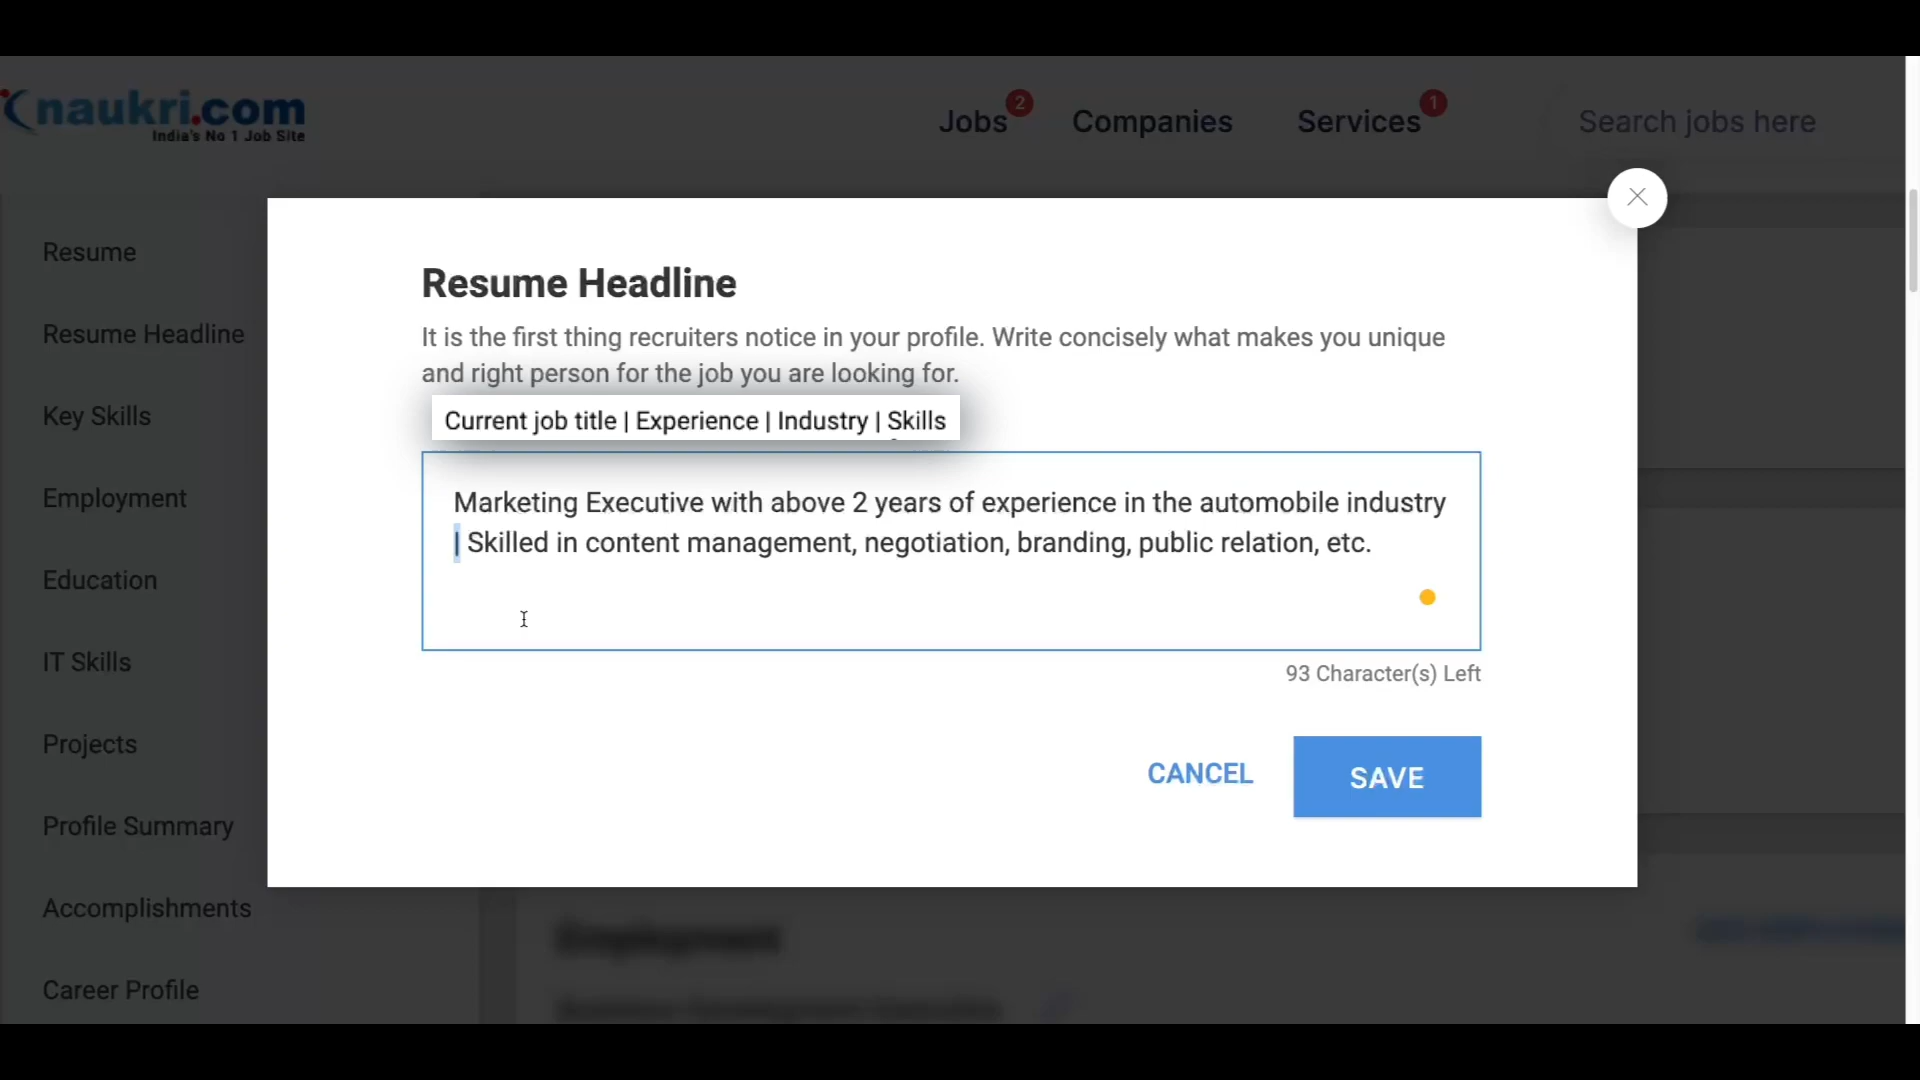 naukri.com
India's No 1 Job Site
Jobs 2
Companies
Services 1
Search jobs here
Resume
Resume Headline
Key Skills
Employment
Education
IT Skills
Projects
Profile Summary
Accomplishments
Career Profile
Resume Headline
It is the first thing recruiters notice in your profile. Write concisely what makes you unique
and right person for the job you are looking for.
Current job title | Experience | Industry | Skills
Marketing Executive with above 2 years of experience in the automobile industry
| Skilled in content management, negotiation, branding, public relation, etc.
93 Character(s) Left
CANCEL
SAVE
Employment